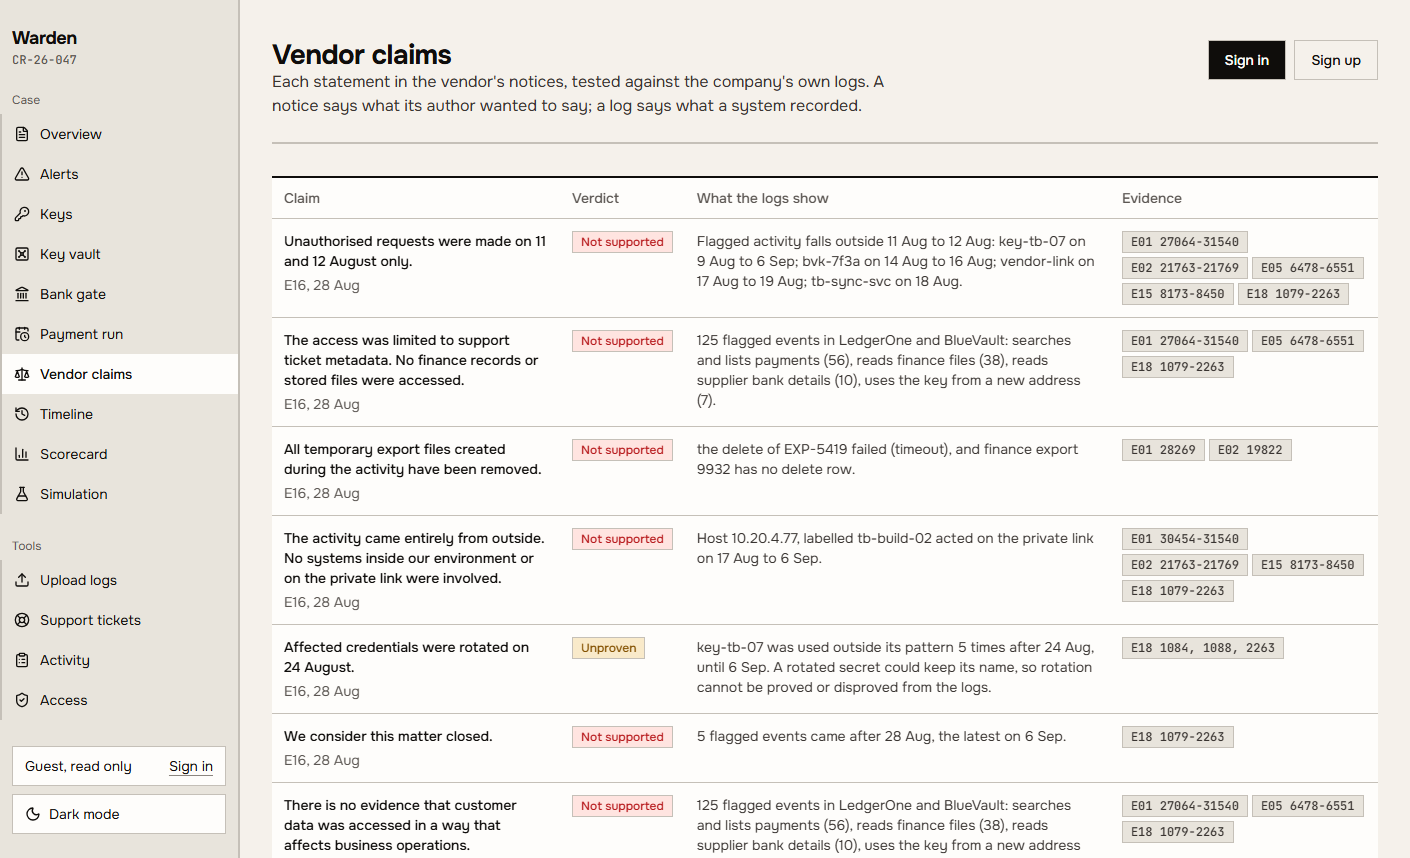 Warden
CR-26-047
Case
Overview
Alerts
Keys
Key vault
Bank gate
Payment run
Vendor claims
Timeline
Scorecard
Simulation
Tools
Upload logs
Support tickets
Activity
Access
Guest, read only Sign in
Dark mode
Vendor claims
Each statement in the vendor's notices, tested against the company's own logs. A
notice says what its author wanted to say; a log says what a system recorded.
Sign in Sign up
Claim Verdict What the logs show Evidence
Unauthorised requests were made on 11
and 12 August only.
E16, 28 Aug
Not supported
Flagged activity falls outside 11 Aug to 12 Aug: key-tb-07 on
9 Aug to 6 Sep; bvk-7f3a on 14 Aug to 16 Aug; vendor-link on
17 Aug to 19 Aug; tb-sync-svc on 18 Aug.
E01 27064-31540
E02 21763-21769 E05 6478-6551
E15 8173-8450 E18 1079-2263
The access was limited to support
ticket metadata. No finance records or
stored files were accessed.
E16, 28 Aug
Not supported
125 flagged events in LedgerOne and BlueVault: searches
and lists payments (56), reads finance files (38), reads
supplier bank details (10), uses the key from a new address
(7).
E01 27064-31540 E05 6478-6551
E18 1079-2263
All temporary export files created
during the activity have been removed.
E16, 28 Aug
Not supported
the delete of EXP-5419 failed (timeout), and finance export
9932 has no delete row.
E01 28269 E02 19822
The activity came entirely from outside.
No systems inside our environment or
on the private link were involved.
E16, 28 Aug
Not supported
Host 10.20.4.77, labelled tb-build-02 acted on the private link
on 17 Aug to 6 Sep.
E01 30454-31540
E02 21763-21769 E15 8173-8450
E18 1079-2263
Affected credentials were rotated on
24 August.
E16, 28 Aug
Unproven
key-tb-07 was used outside its pattern 5 times after 24 Aug,
until 6 Sep. A rotated secret could keep its name, so rotation
cannot be proved or disproved from the logs.
E18 1084, 1088, 2263
We consider this matter closed.
E16, 28 Aug
Not supported
5 flagged events came after 28 Aug, the latest on 6 Sep.
E18 1079-2263
There is no evidence that customer
data was accessed in a way that
affects business operations.
Not supported
125 flagged events in LedgerOne and BlueVault: searches
and lists payments (56), reads finance files (38), reads
supplier bank details (10), uses the key from a new address
E01 27064-31540 E05 6478-6551
E18 1079-2263